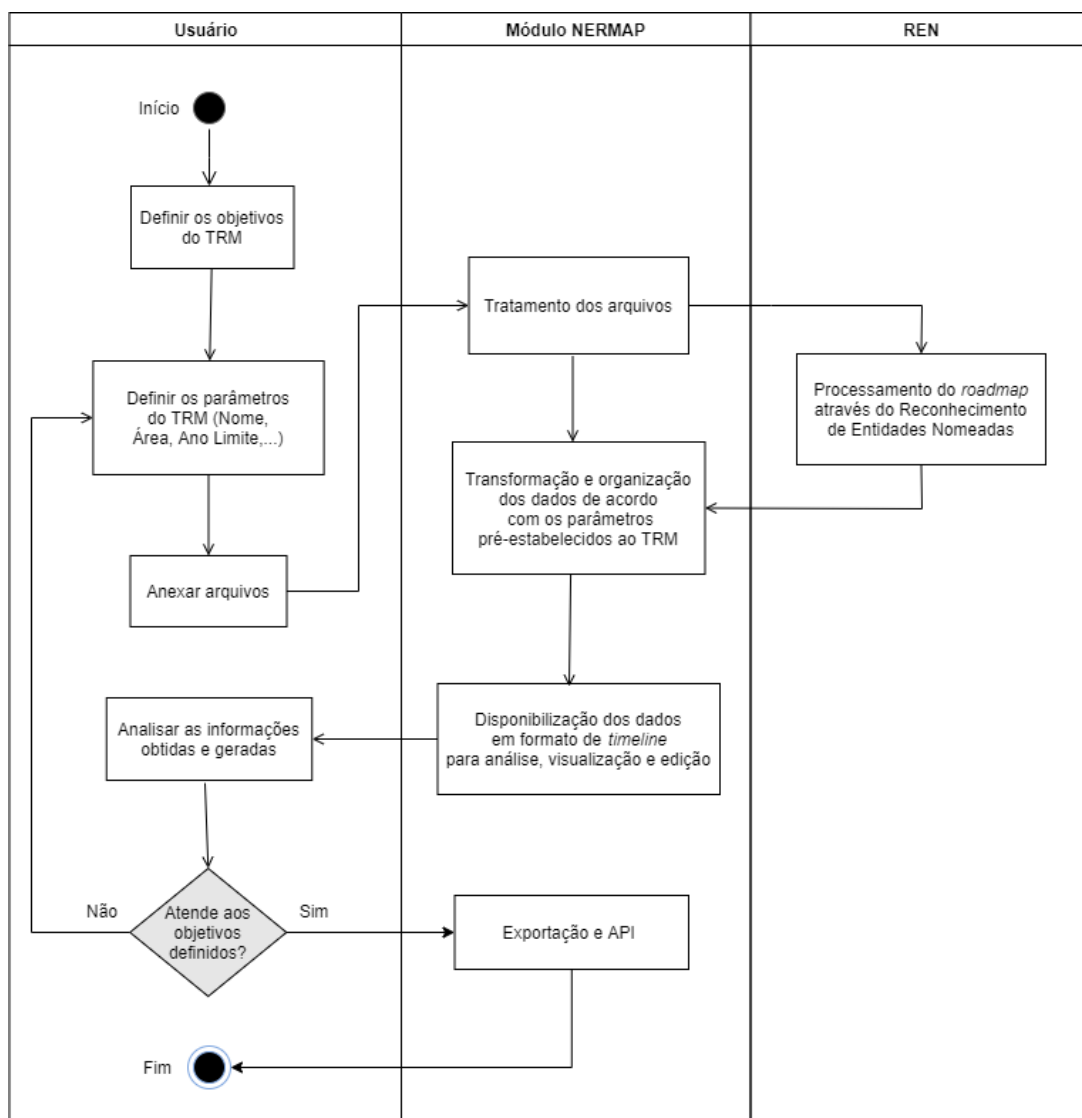 Usuário
Módulo NERMAP
REN
Início
Definir os objetivos
do TRM
Tratamento dos arquivos
Definir os parâmetros
do TRM (Nome,
Área, Ano Limite,...)
Processamento do roadmap
através do Reconhecimento
de Entidades Nomeadas
Transformação e organização
dos dados de acordo
com os parâmetros
pré-estabelecidos ao TRM
Anexar arquivos
Analisar as informações
obtidas e geradas
Disponibilização dos dados
em formato de timeline
para análise, visualização e edição
Não
Atende aos
objetivos
definidos?
Sim
Exportação e API
Fim